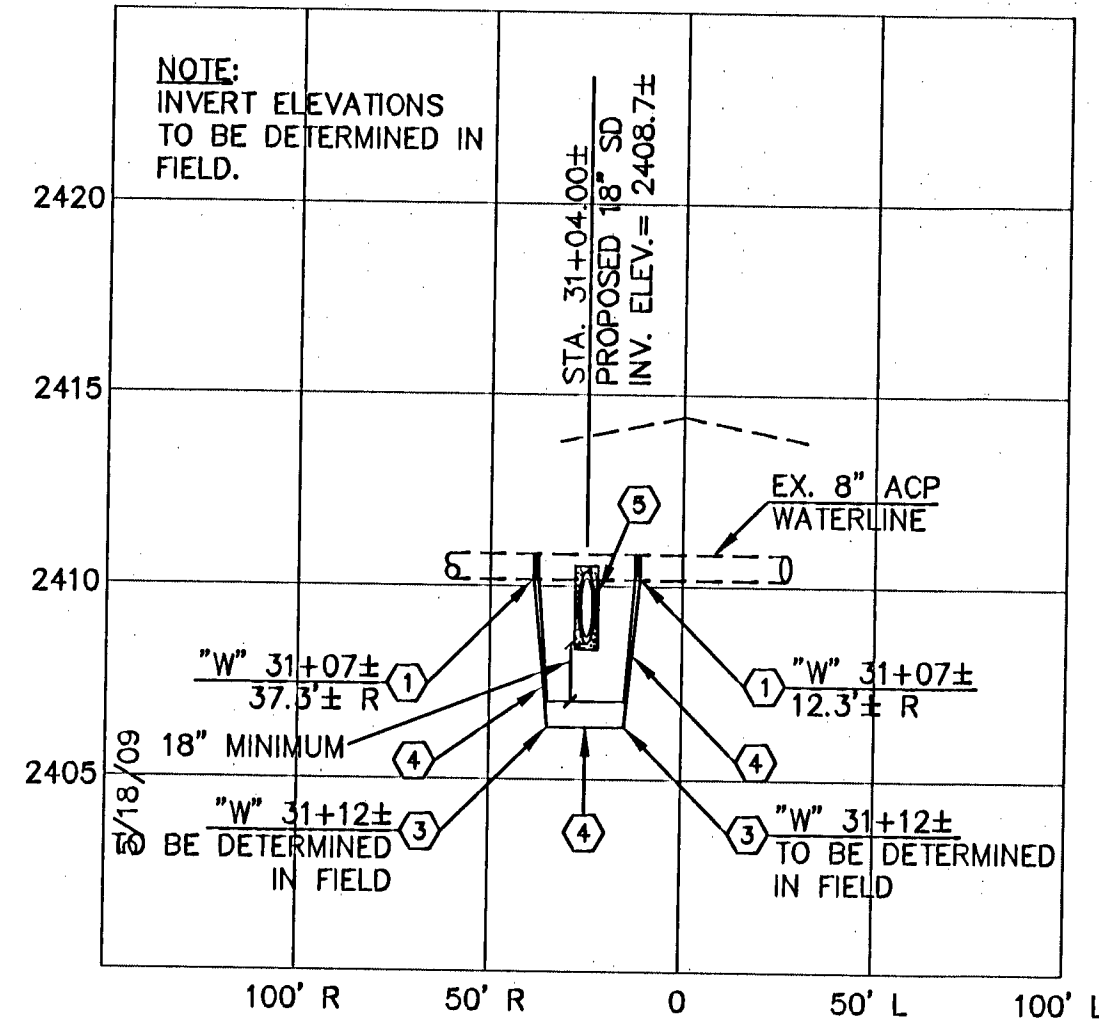 NOTE:
INVERT ELEVATIONS
TO BE DETERMINED IN
FIELD.
STA. 31+04.00±
PROPOSED 18" SD
INV. ELEV.= 2408.7±
2420
2415
2410
2405
EX. 8" ACP
WATERLINE
5
"W" 31+07±
37.3'± R
1
1
"W" 31+07±
12.3'± R
18" MINIMUM
4
4
/18/09
"W" 31+12±
TO BE DETERMINED
IN FIELD
3
4
3
"W" 31+12±
TO BE DETERMINED
IN FIELD
100' R
50' R
0
50' L
100' L